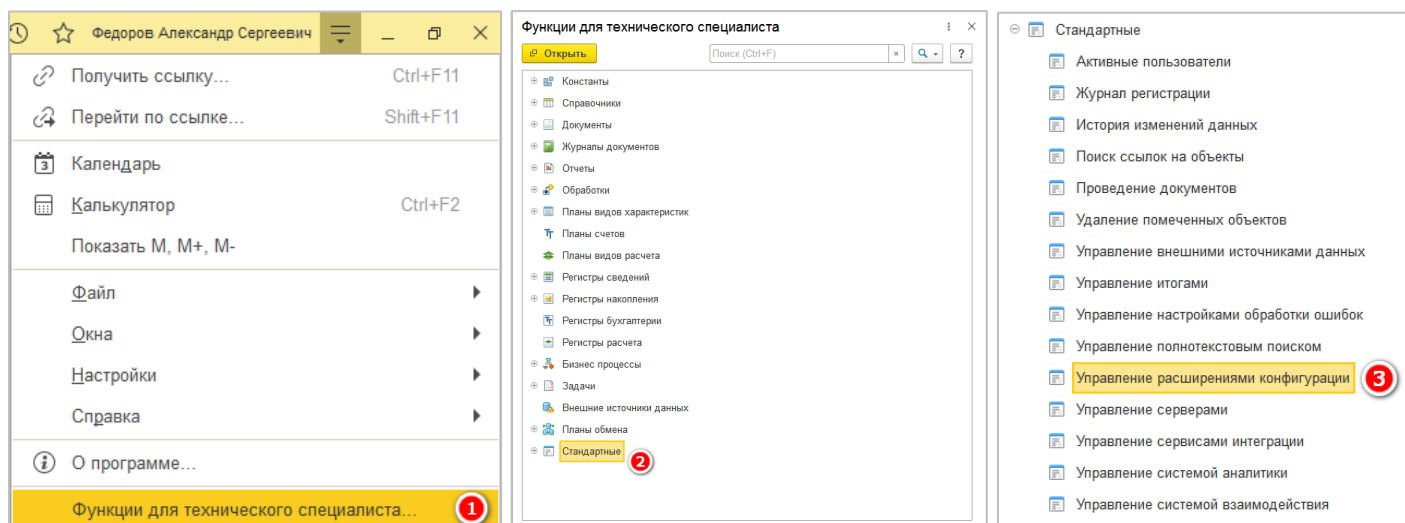 Федоров Александр Сергеевич
Получить ссылку... Ctrl+F11
Перейти по ссылке... Shift+F11
3 Календарь
Калькулятор Ctrl+F2
Показать M, M+, M-
Файл
Окна
Настройки
Справка
О программе...
Функции для технического специалиста... 1
Функции для технического специалиста
Открыть Поиск (Ctrl+F) × ?
Константы
Справочники
Документы
Журналы документов
Отчеты
Обработки
Планы видов характеристик
Планы счетов
Планы видов расчета
Регистры сведений
Регистры накопления
Регистры бухгалтерии
Регистры расчета
Бизнес процессы
Задачи
Внешние источники данных
Планы обмена
Стандартные 2
Стандартные
Активные пользователи
Журнал регистрации
История изменений данных
Поиск ссылок на объекты
Проведение документов
Удаление помеченных объектов
Управление внешними источниками данных
Управление итогами
Управление настройками обработки ошибок
Управление полнотекстовым поиском
Управление расширениями конфигурации 3
Управление серверами
Управление сервисами интеграции
Управление системой аналитики
Управление системой взаимодействия